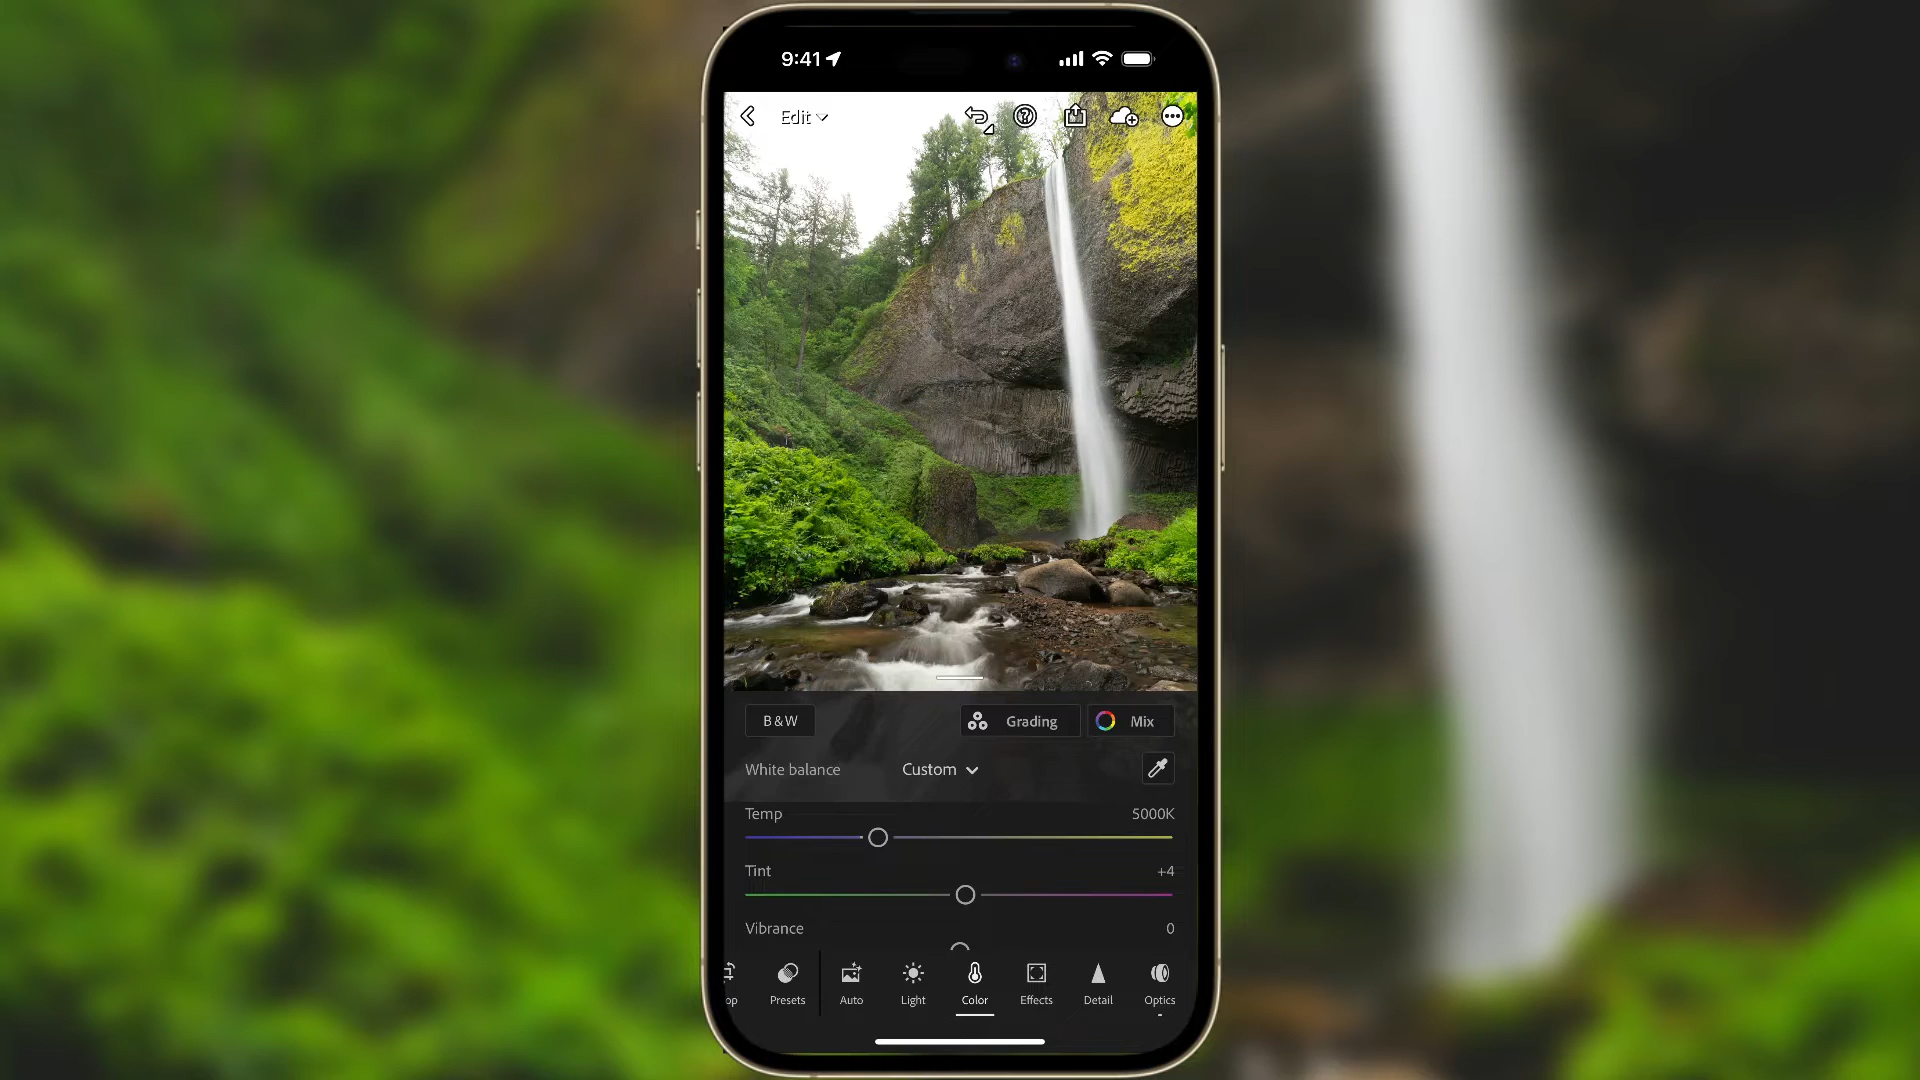 9:41
Edit
B&W
Grading
Mix
White balance
Custom
Temp
5000K
Tint
+4
Vibrance
0
op
Presets
Auto
Light
Color
Effects
Detail
Optics